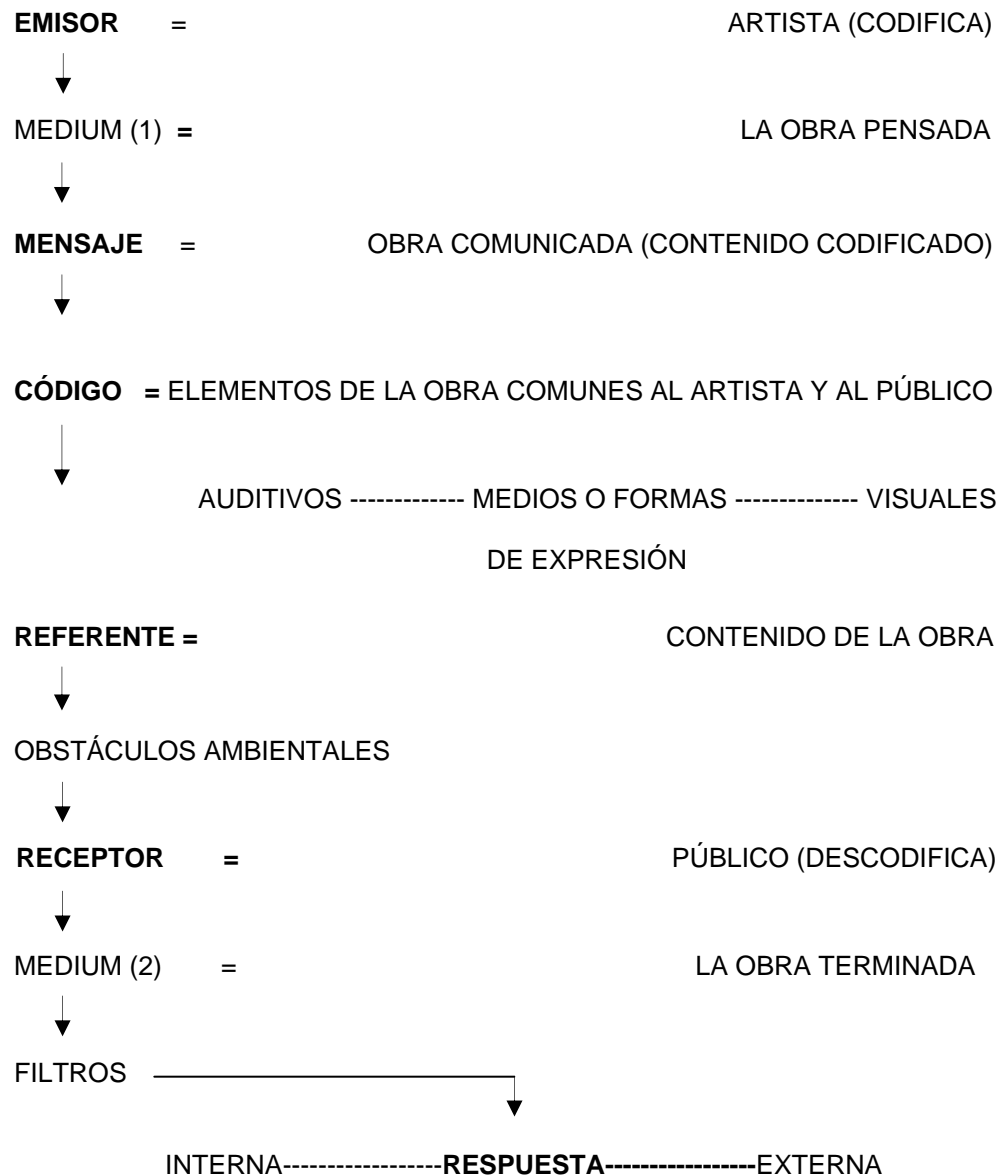 EMISOR = ARTISTA (CODIFICA)
MEDIUM (1) = LA OBRA PENSADA
MENSAJE = OBRA COMUNICADA (CONTENIDO CODIFICADO)
CÓDIGO = ELEMENTOS DE LA OBRA COMUNES AL ARTISTA Y AL PÚBLICO
AUDITIVOS ------------- MEDIOS O FORMAS -------------- VISUALES
DE EXPRESIÓN
REFERENTE = CONTENIDO DE LA OBRA
OBSTÁCULOS AMBIENTALES
RECEPTOR = PÚBLICO (DESCODIFICA)
MEDIUM (2) = LA OBRA TERMINADA
FILTROS
INTERNA------------------RESPUESTA-----------------EXTERNA